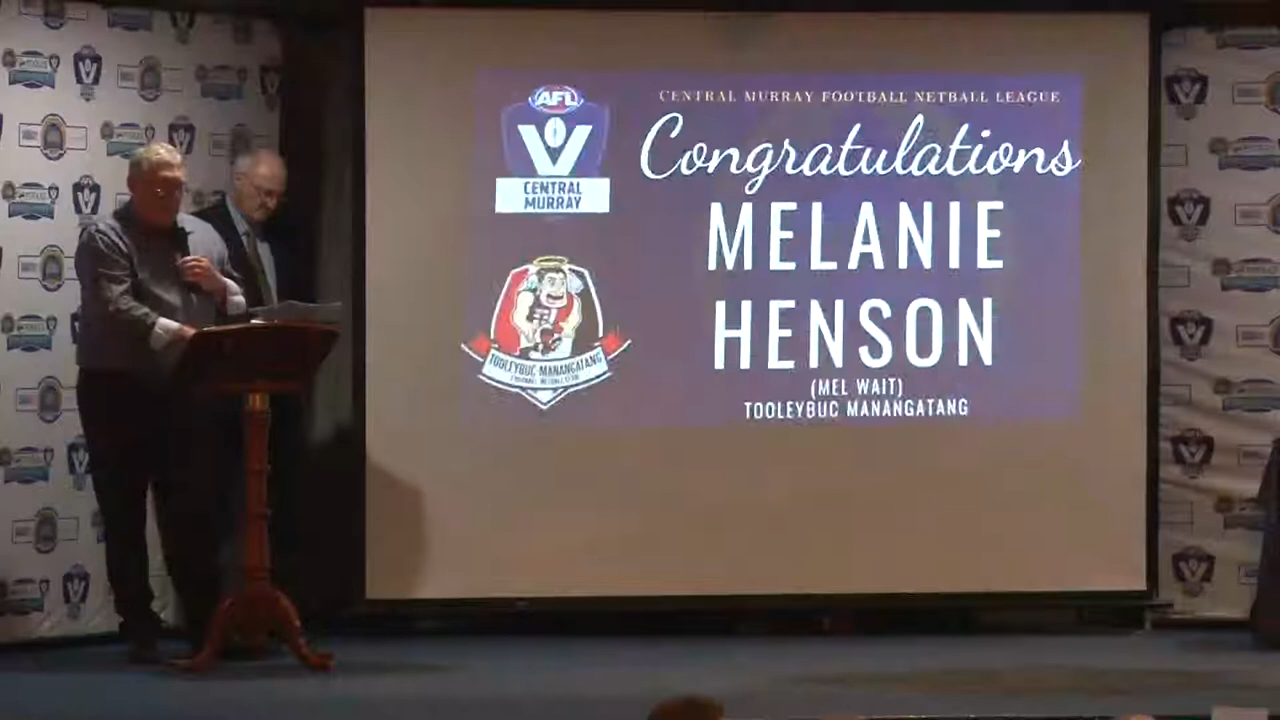 AFL
CENTRAL
MURRAY
CENTRAL MURRAY FOOTBALL NETBALL LEAGUE
Congratulations
MELANIE
HENSON
(MEL WAIT)
TOOLEYBUC MANANGATANG
TOOLEYBUC-MANANGATANG